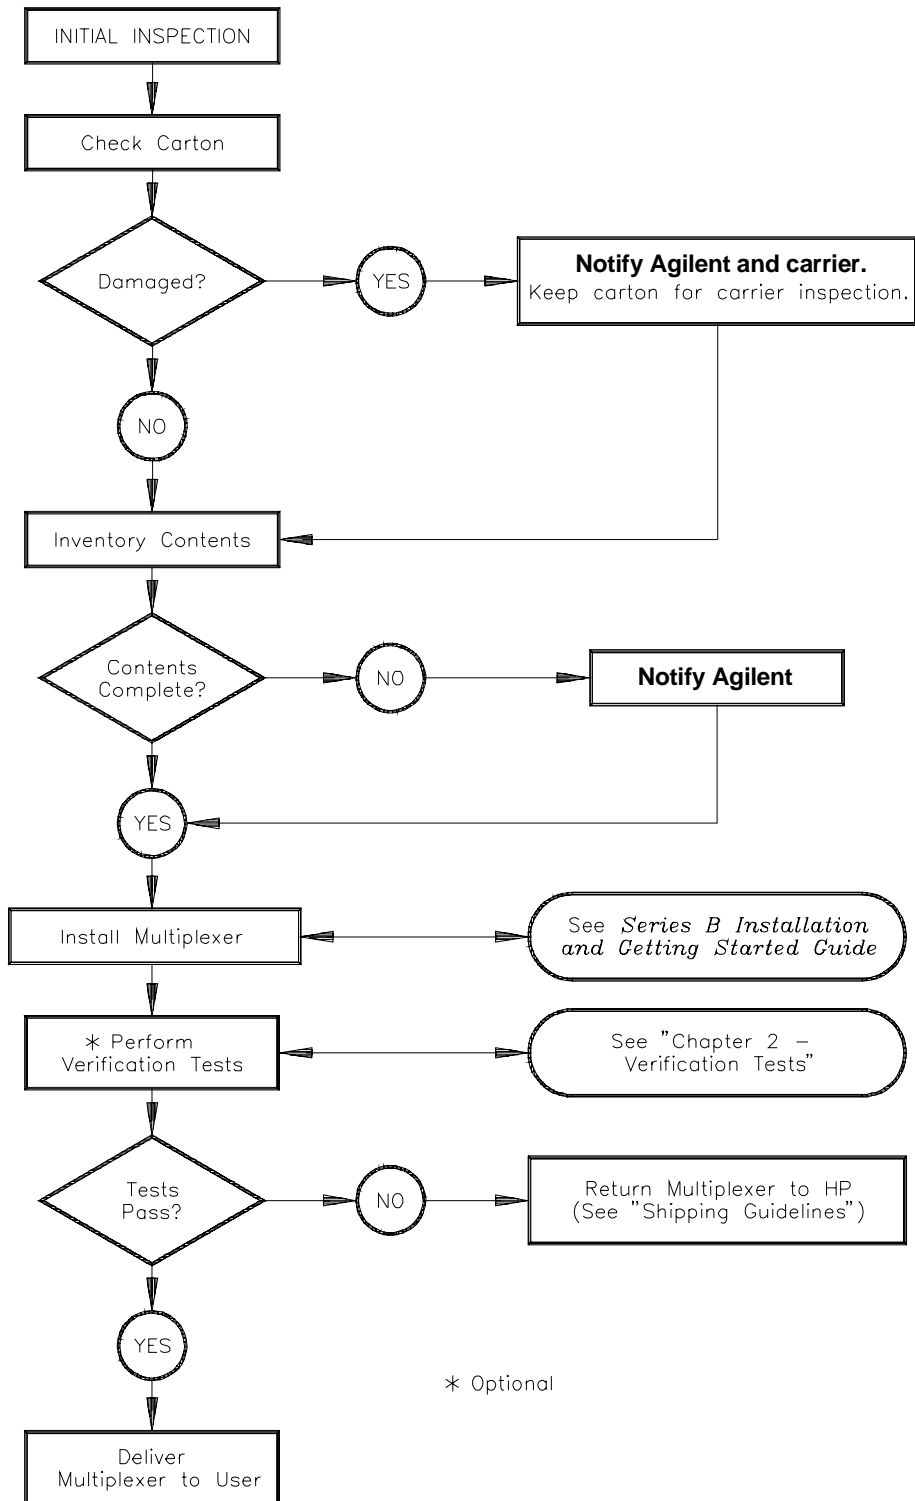 INITIAL INSPECTION
Check Carton
Damaged?
YES
Notify Agilent and carrier.
Keep carton for carrier inspection.
NO
Inventory Contents
Contents
Complete?
NO
Notify Agilent
YES
Install Multiplexer
See Series B Installation
and Getting Started Guide
* Perform
Verification Tests
See "Chapter 2 –
Verification Tests"
Tests
Pass?
NO
Return Multiplexer to HP
(See "Shipping Guidelines")
YES
* Optional
Deliver
Multiplexer to User